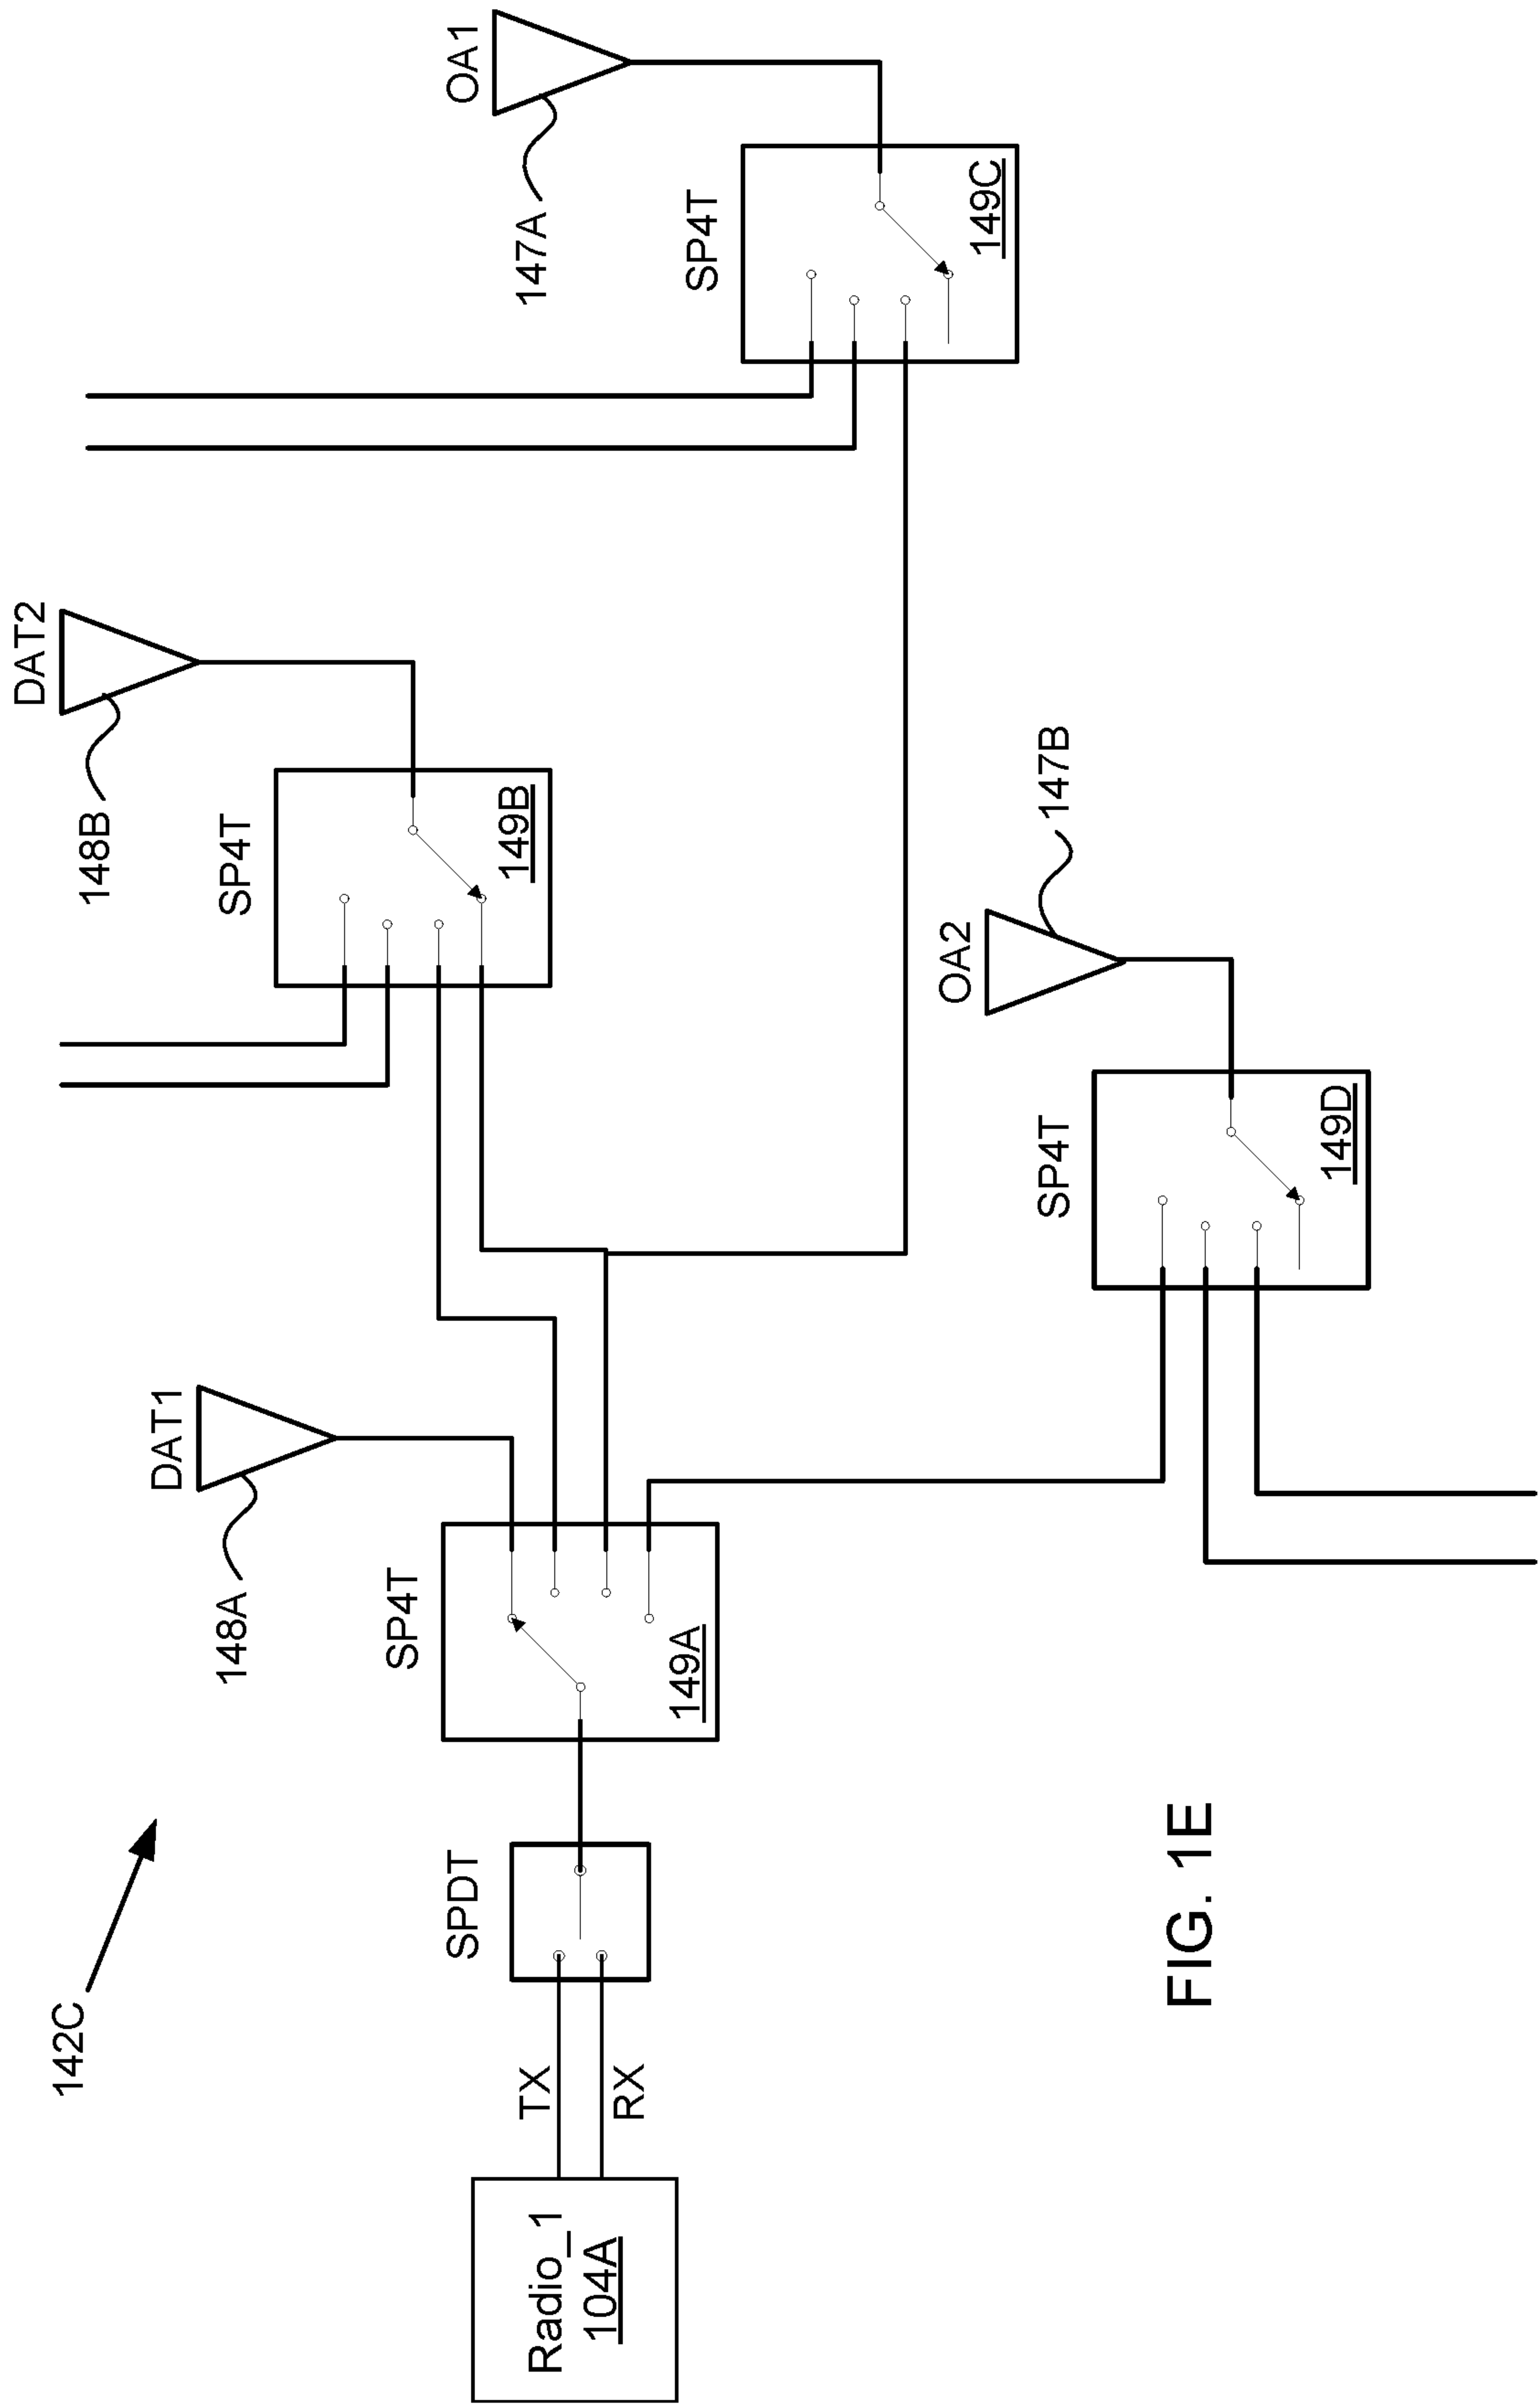 142C
Radio_1
104A
TX
RX
SPDT
SP4T
149A
148A
DAT1
SP4T
149B
148B
DAT2
SP4T
149D
OA2
147B
SP4T
149C
147A
OA1
FIG. 1E